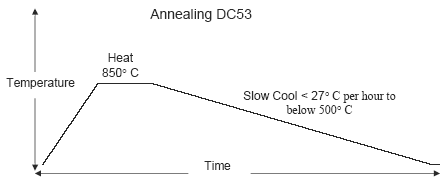 Annealing DC53
Heat
850° C
Temperature
Slow Cool < 27° C per hour to
below 500° C
Time